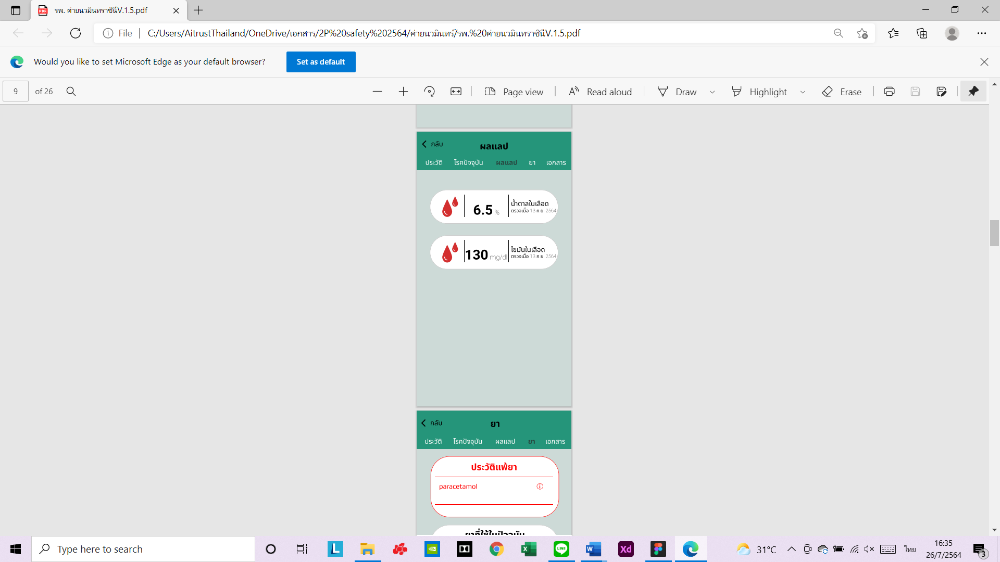 รพ. ค่ายนวมินทราชินีV.1.5.pdf
File
C:/Users/AitrustThailand/OneDrive/เอกสาร/2P%20safety%202564/ค่ายนวมินทร์/รพ.%20ค่ายนวมินทราชินีV.1.5.pdf
Would you like to set Microsoft Edge as your default browser?
Set as default
9 of 26
Page view
Read aloud
Draw
Highlight
Erase
กลับ
ผลแลป
ประวัติ โรคปัจจุบัน ผลแลป ยา เอกสาร
6.5 %
น้ำตาลในเลือด
ตรวจเมื่อ 13 ก.ย. 2564
130 mg/dl
ไขมันในเลือด
ตรวจเมื่อ 13 ก.ย. 2564
กลับ
ยา
ประวัติ โรคปัจจุบัน ผลแลป ยา เอกสาร
ประวัติแพ้ยา
paracetamol
ยาที่ใช้ในปัจจุบัน
Type here to search
31°C
ไทย
16:35
26/7/2564
3